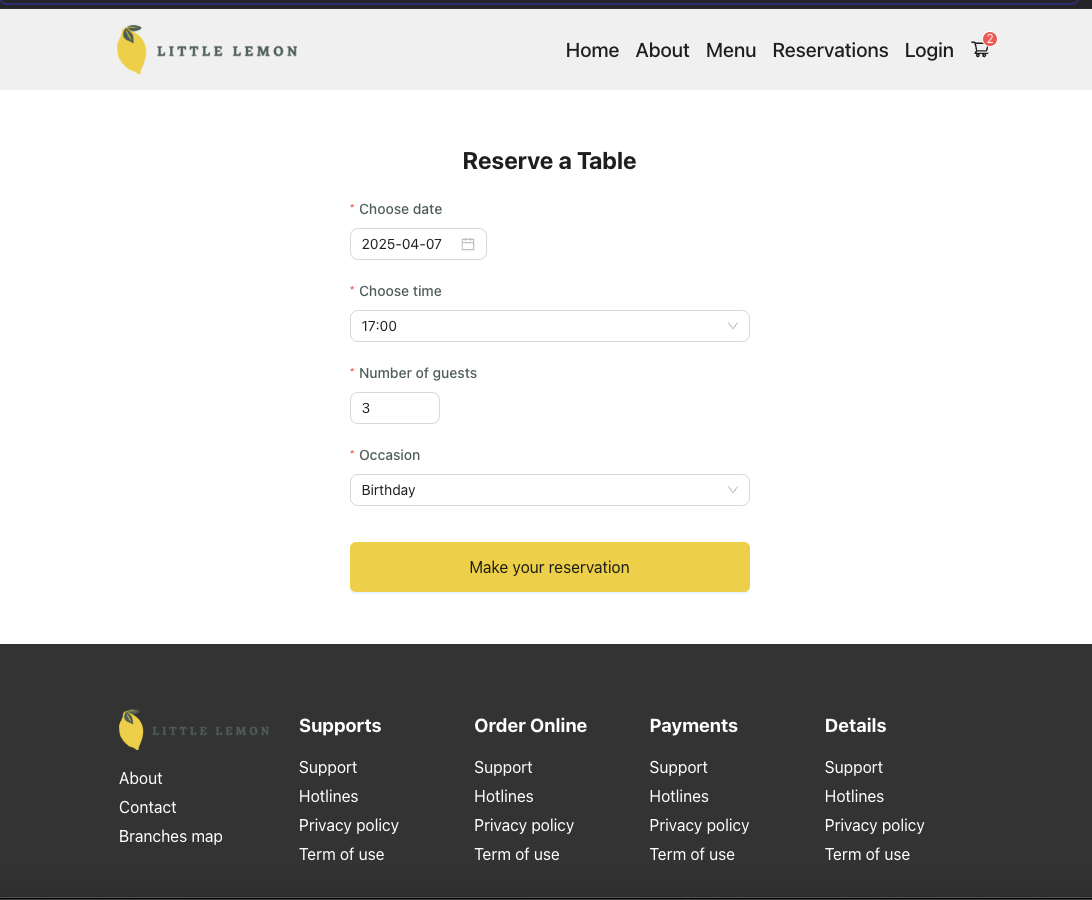 LITTLE LEMON
Home About Menu Reservations Login 2
Reserve a Table
* Choose date
2025-04-07
* Choose time
17:00
* Number of guests
3
* Occasion
Birthday
Make your reservation
LITTLE LEMON
About
Contact
Branches map
Supports
Support
Hotlines
Privacy policy
Term of use
Order Online
Support
Hotlines
Privacy policy
Term of use
Payments
Support
Hotlines
Privacy policy
Term of use
Details
Support
Hotlines
Privacy policy
Term of use